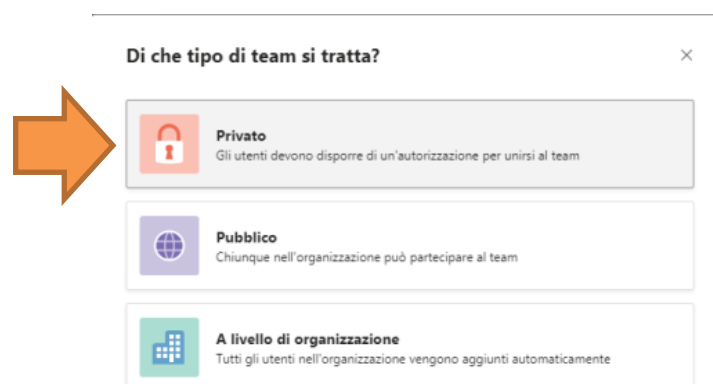 Di che tipo di team si tratta?
Privato
Gli utenti devono disporre di un'autorizzazione per unirsi al team
Pubblico
Chiunque nell'organizzazione può partecipare al team
A livello di organizzazione
Tutti gli utenti nell'organizzazione vengono aggiunti automaticamente